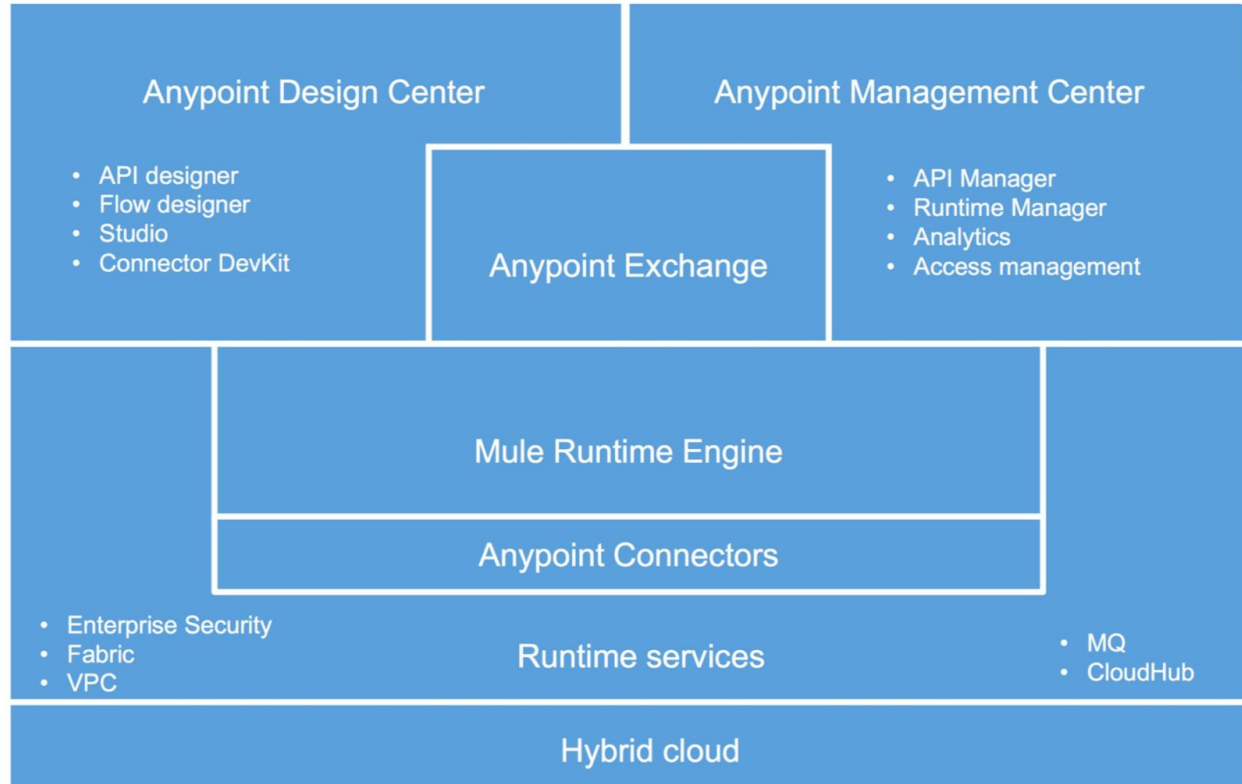 Anypoint Design Center
• API designer
• Flow designer
• Studio
• Connector DevKit
Anypoint Management Center
• API Manager
• Runtime Manager
• Analytics
• Access management
Anypoint Exchange
Mule Runtime Engine
Anypoint Connectors
• Enterprise Security
• Fabric
• VPC
Runtime services
• MQ
• CloudHub
Hybrid cloud